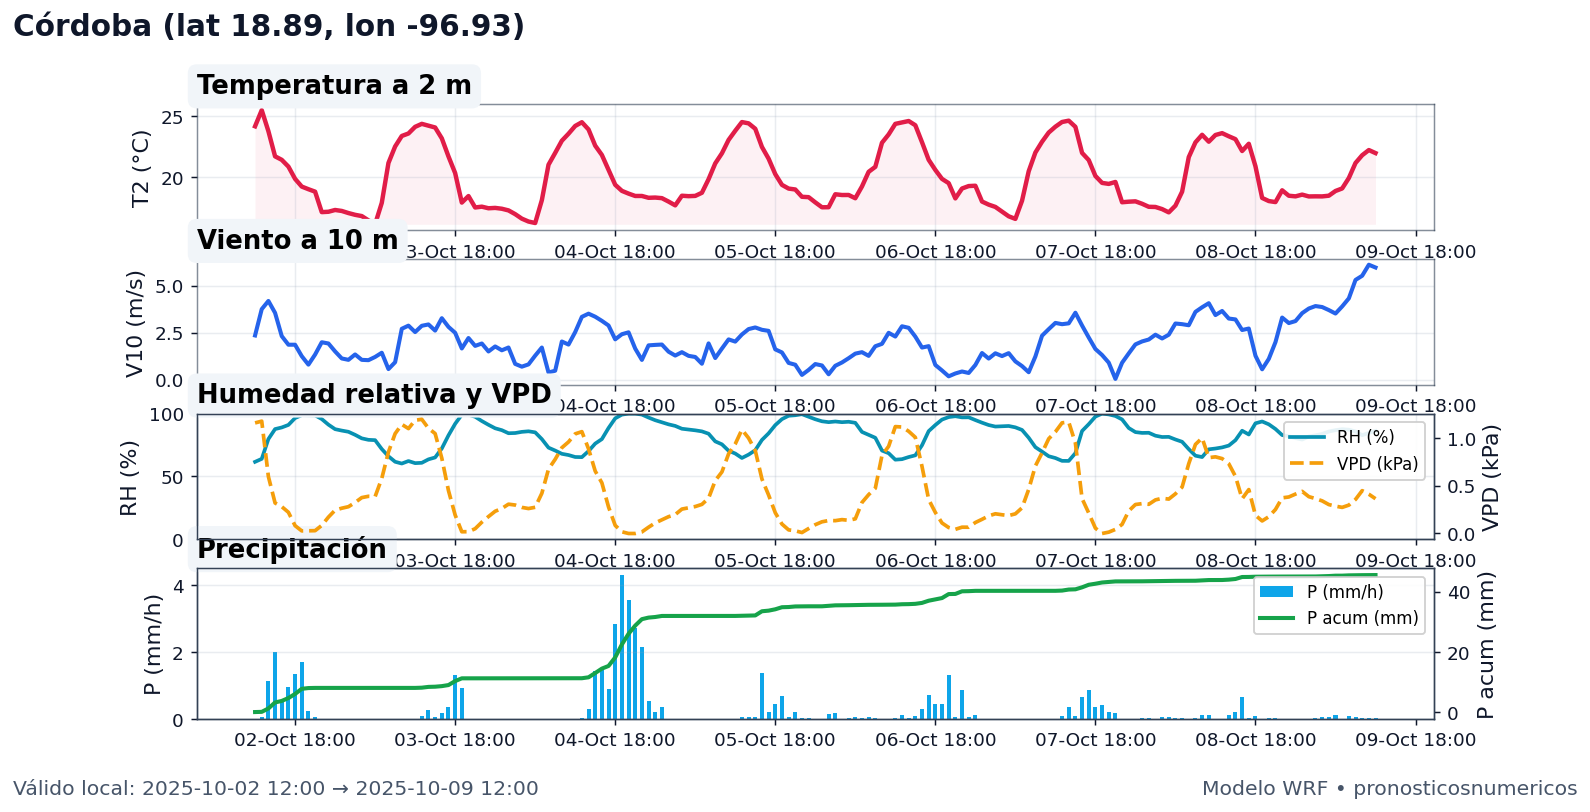 Córdoba (lat 18.89, lon -96.93)
Temperatura a 2 m
25
20
T2 (°C)
3-Oct 18:00 04-Oct 18:00 05-Oct 18:00 06-Oct 18:00 07-Oct 18:00 08-Oct 18:00 09-Oct 18:00
Viento a 10 m
5.0
2.5
0.0
V10 (m/s)
04-Oct 18:00 05-Oct 18:00 06-Oct 18:00 07-Oct 18:00 08-Oct 18:00 09-Oct 18:00
Humedad relativa y VPD
100
50
0
RH (%)
RH (%)
VPD (kPa)
1.0
0.5
0.0
VPD (kPa)
03-Oct 18:00 04-Oct 18:00 05-Oct 18:00 06-Oct 18:00 07-Oct 18:00 08-Oct 18:00 09-Oct 18:00
Precipitación
4
2
0
P (mm/h)
P (mm/h)
P acum (mm)
40
20
0
P acum (mm)
02-Oct 18:00 03-Oct 18:00 04-Oct 18:00 05-Oct 18:00 06-Oct 18:00 07-Oct 18:00 08-Oct 18:00 09-Oct 18:00
Válido local: 2025-10-02 12:00 → 2025-10-09 12:00
Modelo WRF • pronosticosnumericos